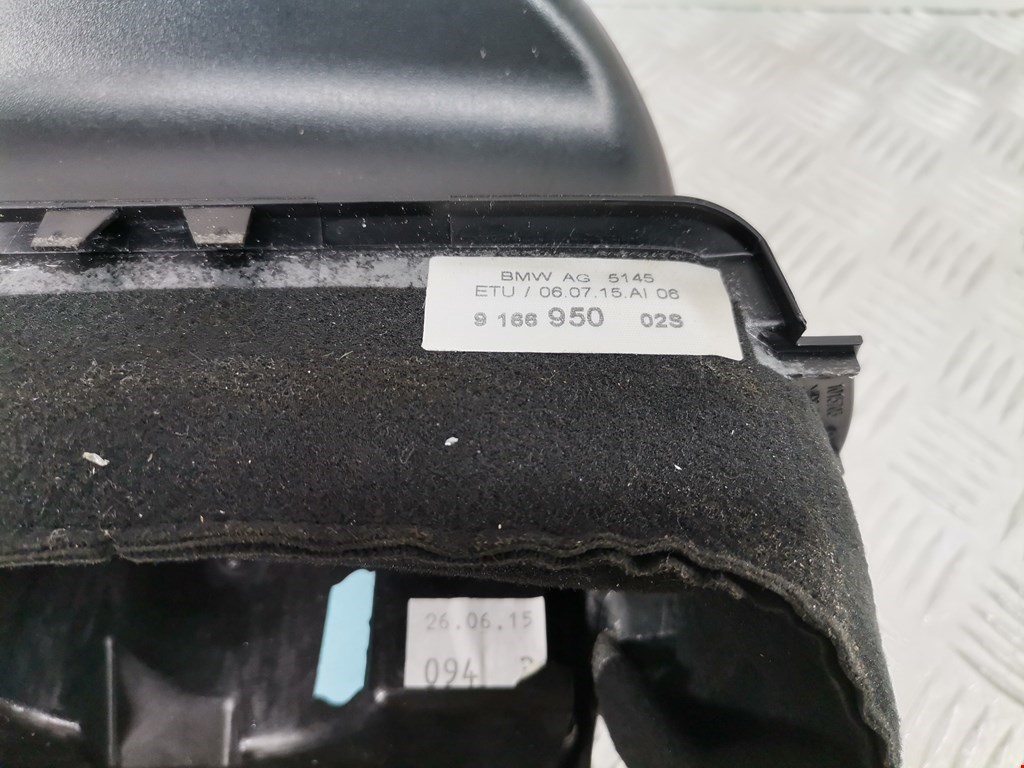 BMW AG 5145
ETU / 06.07.15.AI 06
9 166 950 02S
26.06.15
094